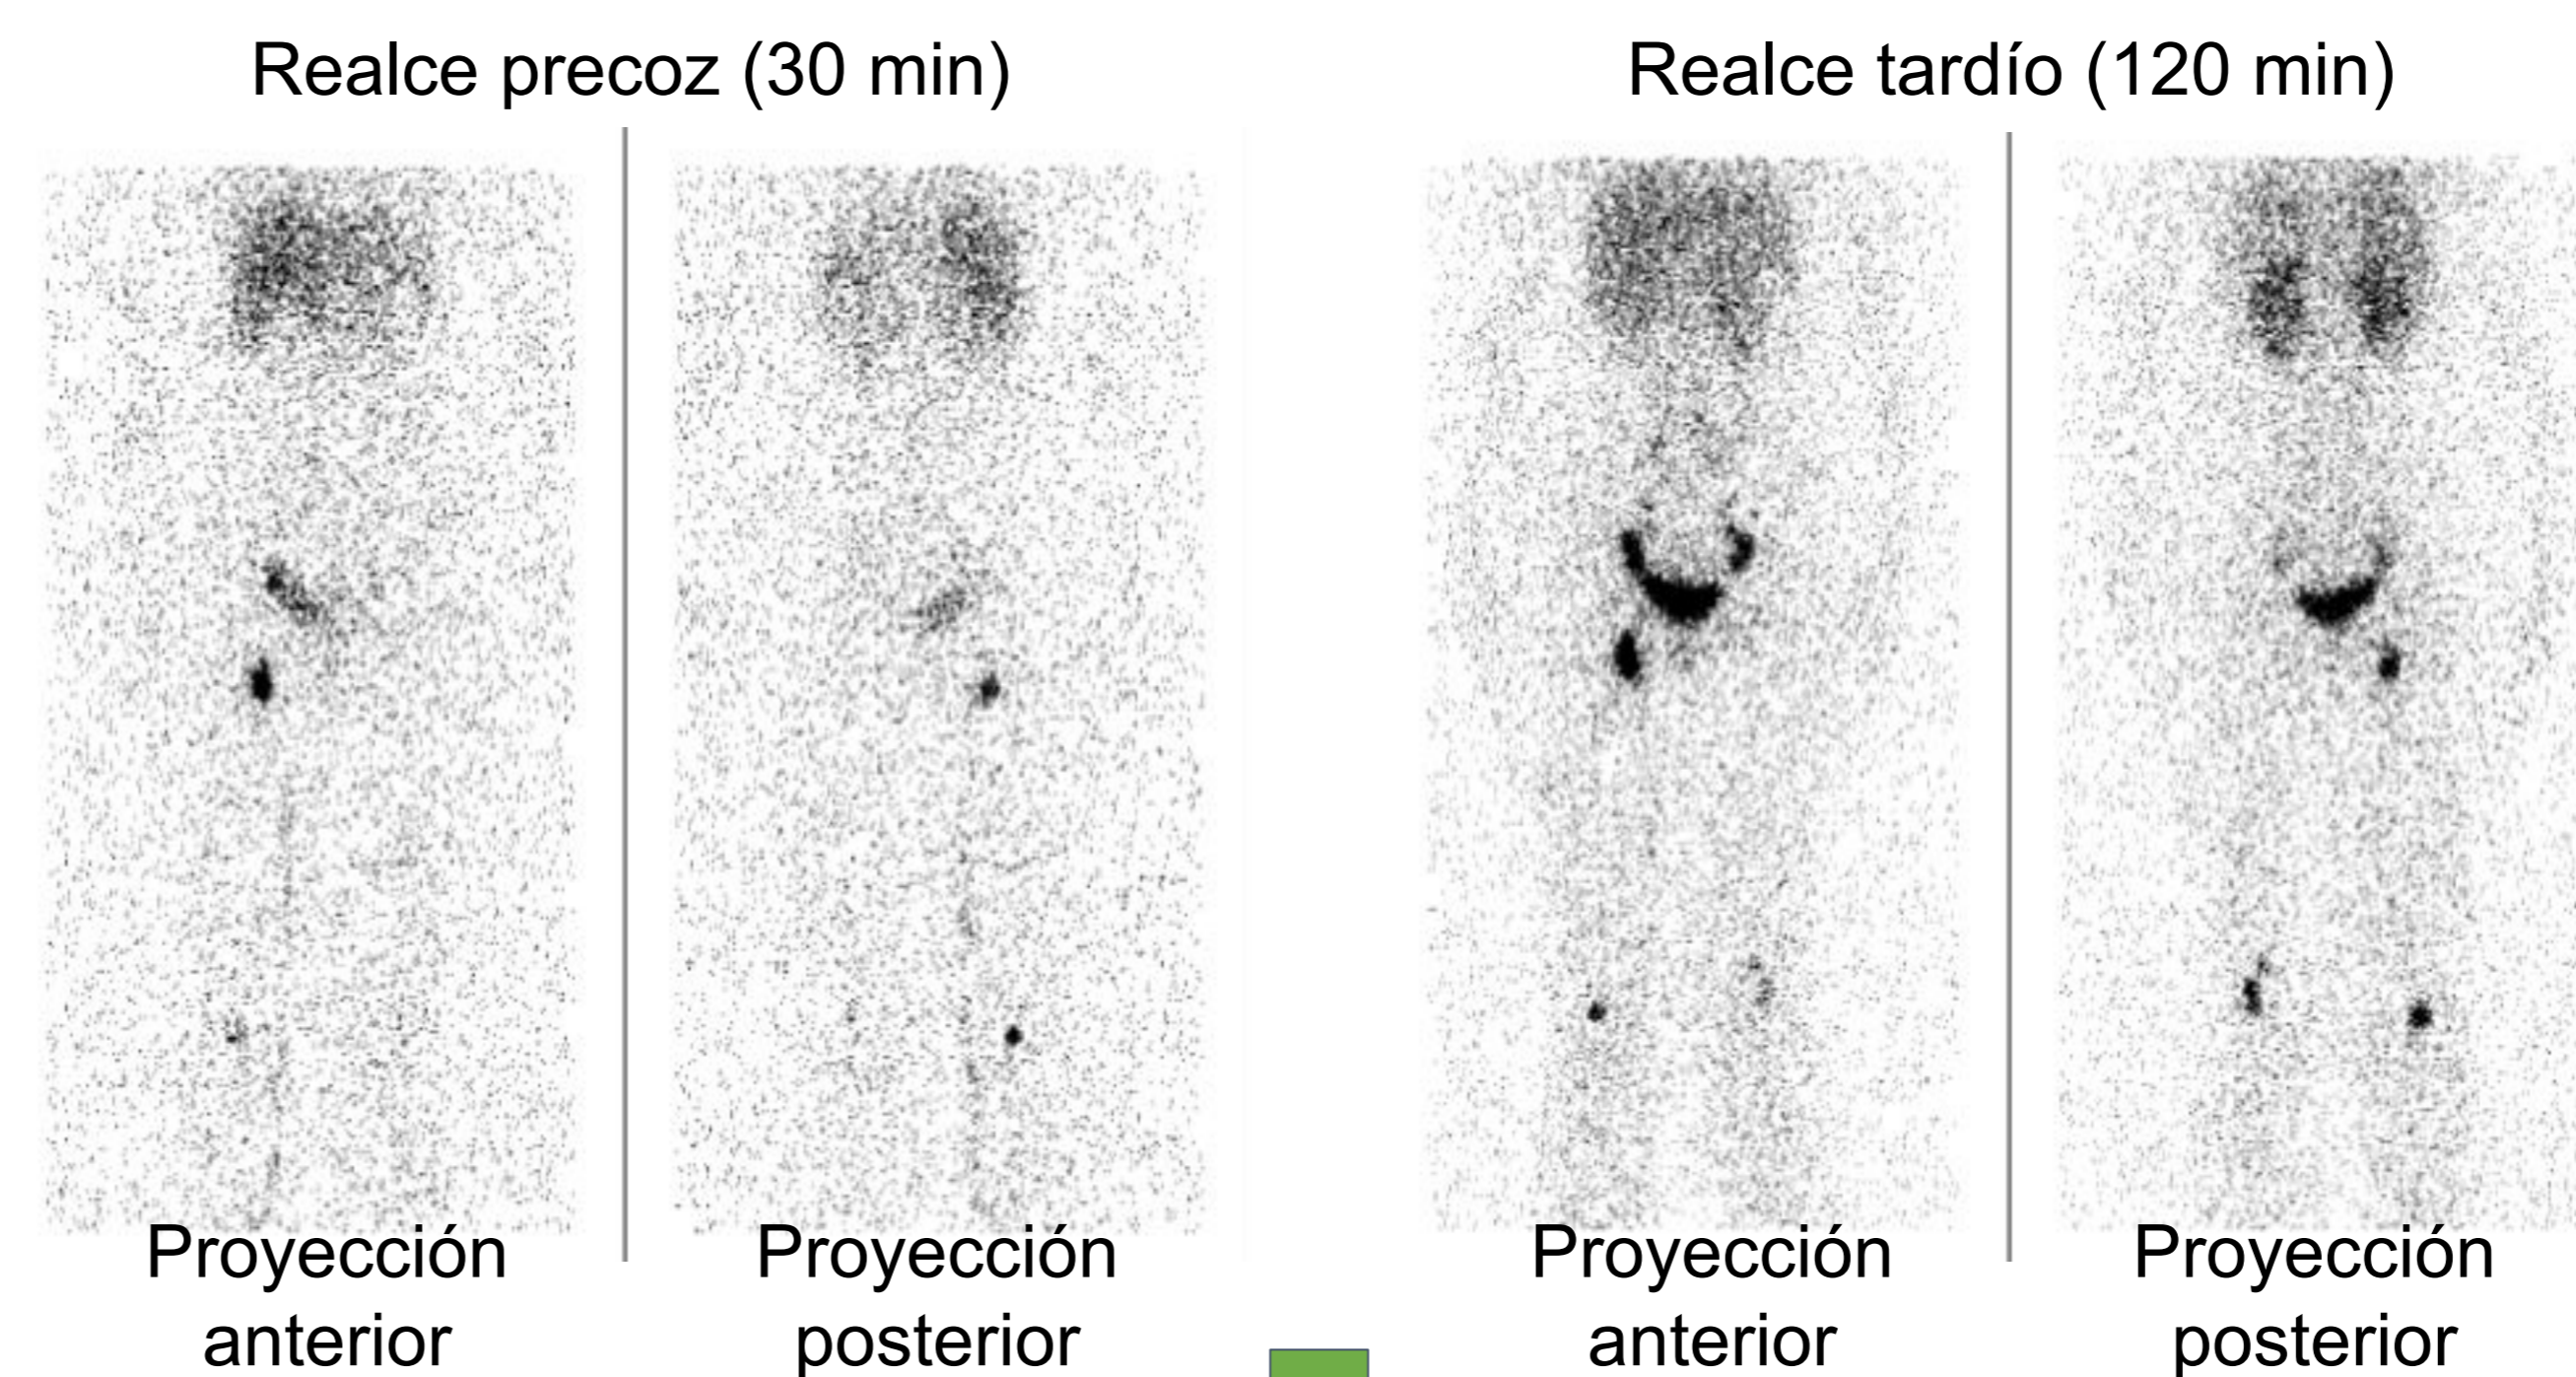 Realce precoz (30 min)
Realce tardío (120 min)
Proyección
anterior
Proyección
posterior
Proyección
anterior
Proyección
posterior